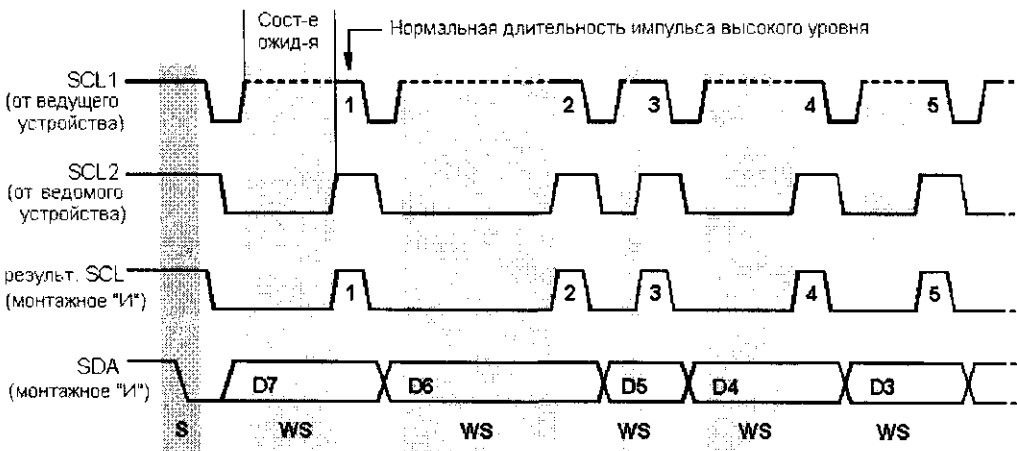 Сост-е
ожид-я
Нормальная длительность импульса высокого уровня
SCL1
(от ведущего
устройства)
1 2 3 4 5
SCL2
(от ведомого
устройства)
результ. SCL
(монтажное "И")
1 2 3 4 5
SDA
(монтажное "И")
D7 D6 D5 D4 D3
S WS WS WS WS WS